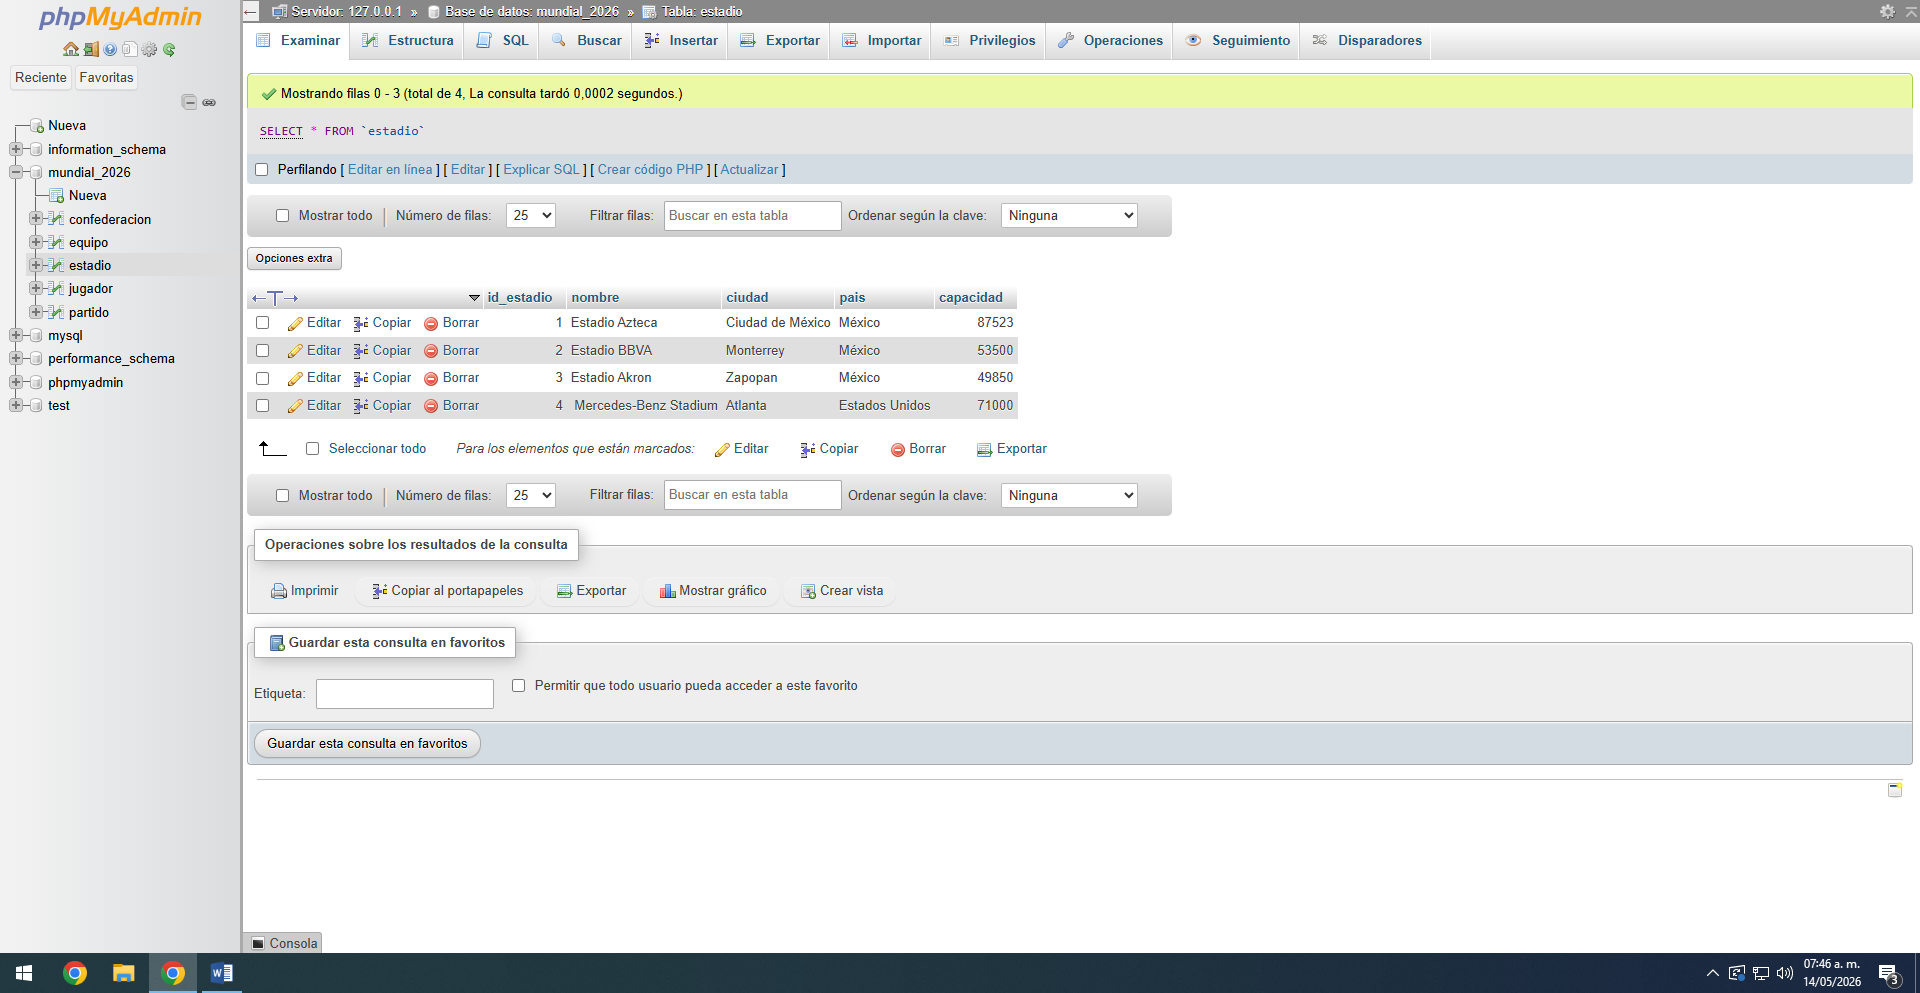 phpMyAdmin
Reciente Favoritas
Nueva
information_schema
mundial_2026
Nueva
confederacion
equipo
estadio
jugador
partido
mysql
performance_schema
phpmyadmin
test
Servidor: 127.0.0.1 » Base de datos: mundial_2026 » Tabla: estadio
Examinar Estructura SQL Buscar Insertar Exportar Importar Privilegios Operaciones Seguimiento Disparadores
Mostrando filas 0 - 3 (total de 4, La consulta tardó 0,0002 segundos.)
SELECT * FROM `estadio`
Perfilando [ Editar en línea ] [ Editar ] [ Explicar SQL ] [ Crear código PHP ] [ Actualizar ]
Mostrar todo | Número de filas: 25 Filtrar filas: Buscar en esta tabla Ordenar según la clave: Ninguna
Opciones extra
←T→ id_estadio nombre ciudad pais capacidad
Editar Copiar Borrar 1 Estadio Azteca Ciudad de México México 87523
Editar Copiar Borrar 2 Estadio BBVA Monterrey México 53500
Editar Copiar Borrar 3 Estadio Akron Zapopan México 49850
Editar Copiar Borrar 4 Mercedes-Benz Stadium Atlanta Estados Unidos 71000
Seleccionar todo Para los elementos que están marcados: Editar Copiar Borrar Exportar
Mostrar todo | Número de filas: 25 Filtrar filas: Buscar en esta tabla Ordenar según la clave: Ninguna
Operaciones sobre los resultados de la consulta
Imprimir Copiar al portapapeles Exportar Mostrar gráfico Crear vista
Guardar esta consulta en favoritos
Etiqueta: Permitir que todo usuario pueda acceder a este favorito
Guardar esta consulta en favoritos
Consola
07:46 a. m.
14/05/2026
3